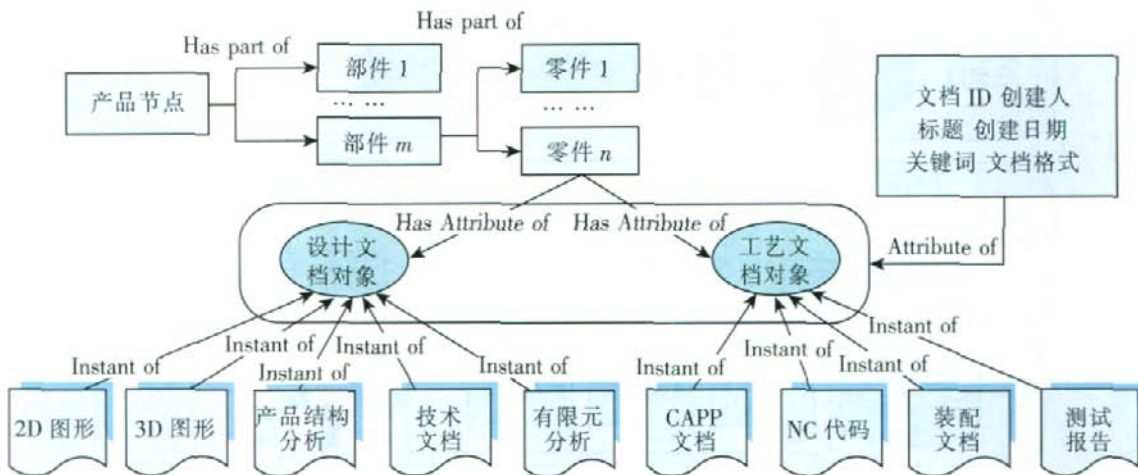 Has part of
Has part of
产品节点
部件 1
零件 1
… …
… …
部件 m
零件 n
文档 ID 创建人
标题 创建日期
关键词 文档格式
Has Attribute of
Has Attribute of
Attribute of
设计文
档对象
工艺文
档对象
Instant of
Instant of
Instant of
Instant of
Instant of
Instant of
Instant of
Instant of
Instant of
2D 图形
3D 图形
产品结构
分析
技术
文档
有限元
分析
CAPP
文档
NC 代码
装配
文档
测试
报告